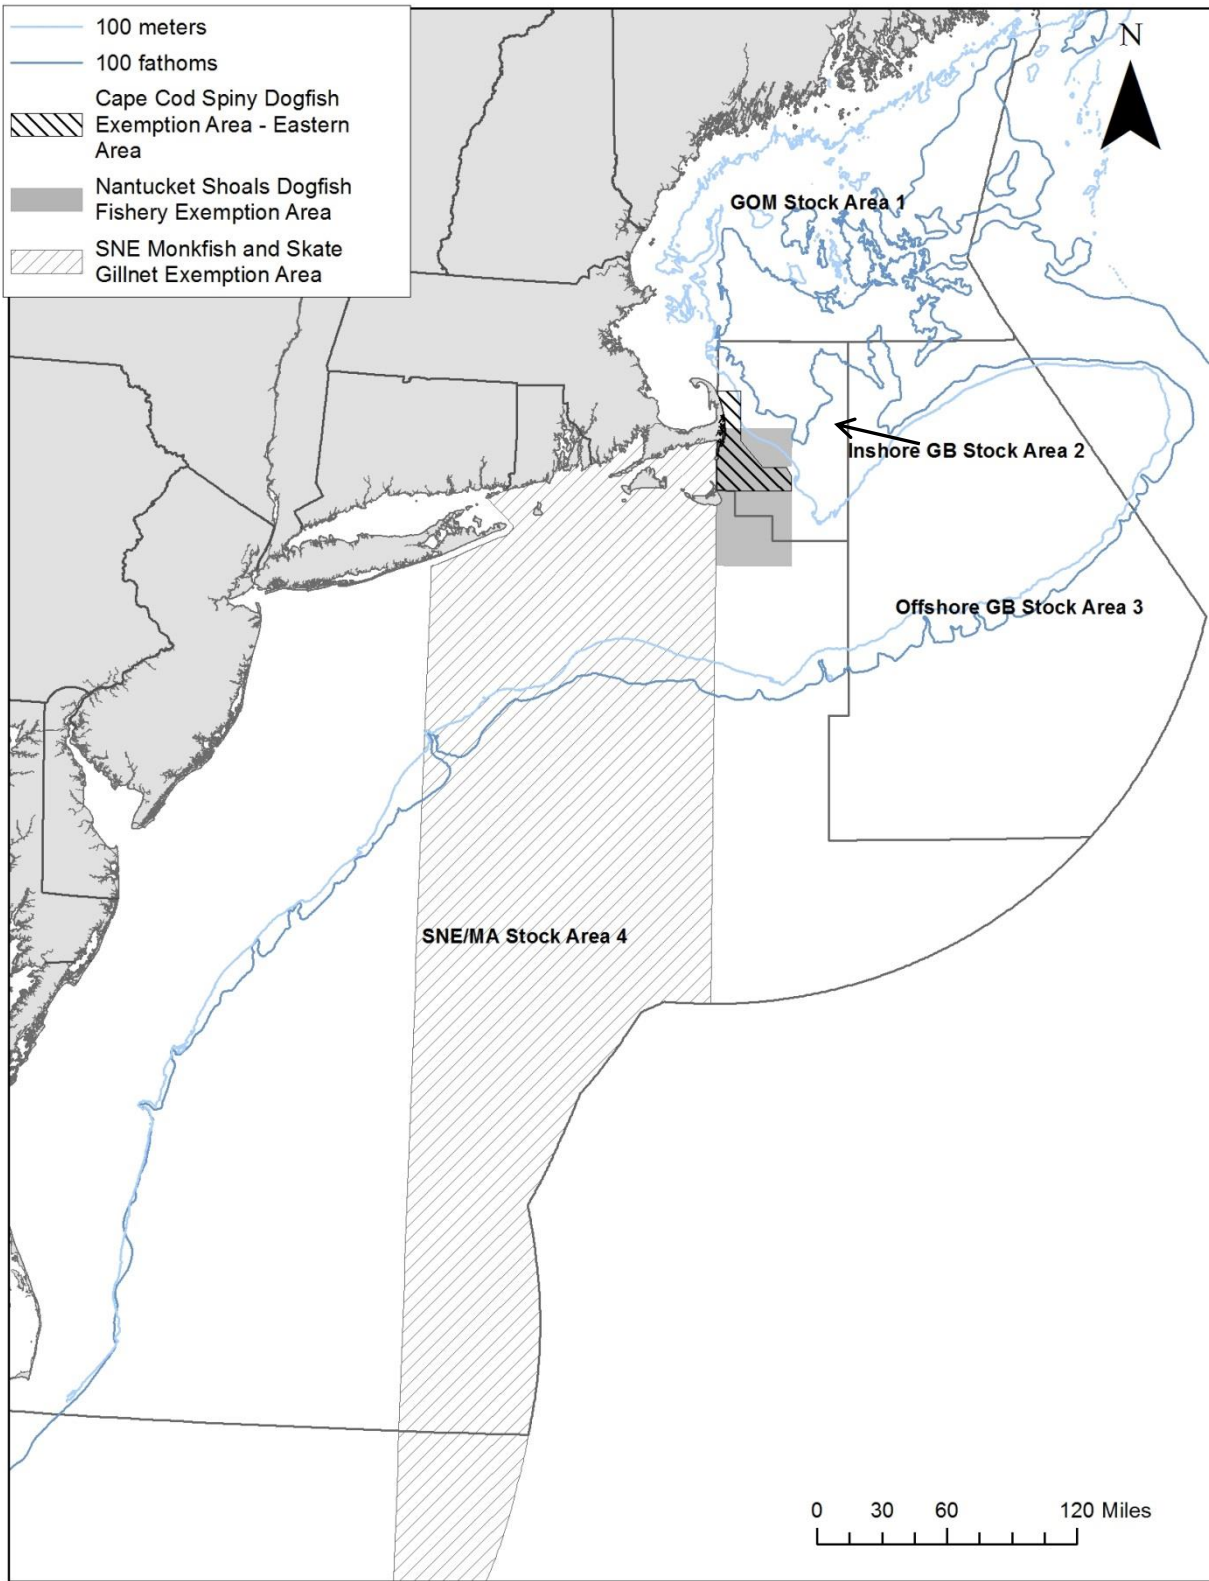 100 meters
100 fathoms
Cape Cod Spiny Dogfish
Exemption Area - Eastern
Area
Nantucket Shoals Dogfish
Fishery Exemption Area
SNE Monkfish and Skate
Gillnet Exemption Area
N
GOM Stock Area 1
Inshore GB Stock Area 2
Offshore GB Stock Area 3
SNE/MA Stock Area 4
0 30 60 120 Miles